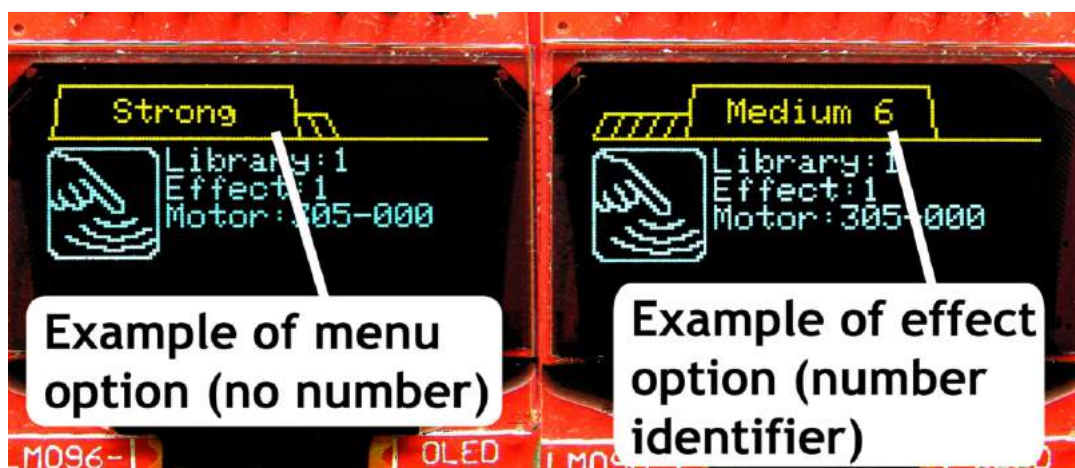 Strong
Library:1
Effect:1
Motor:305-000
Example of menu
option (no number)
OLED
Medium 6
Library:1
Effect:1
Motor:305-000
Example of effect
option (number
identifier)